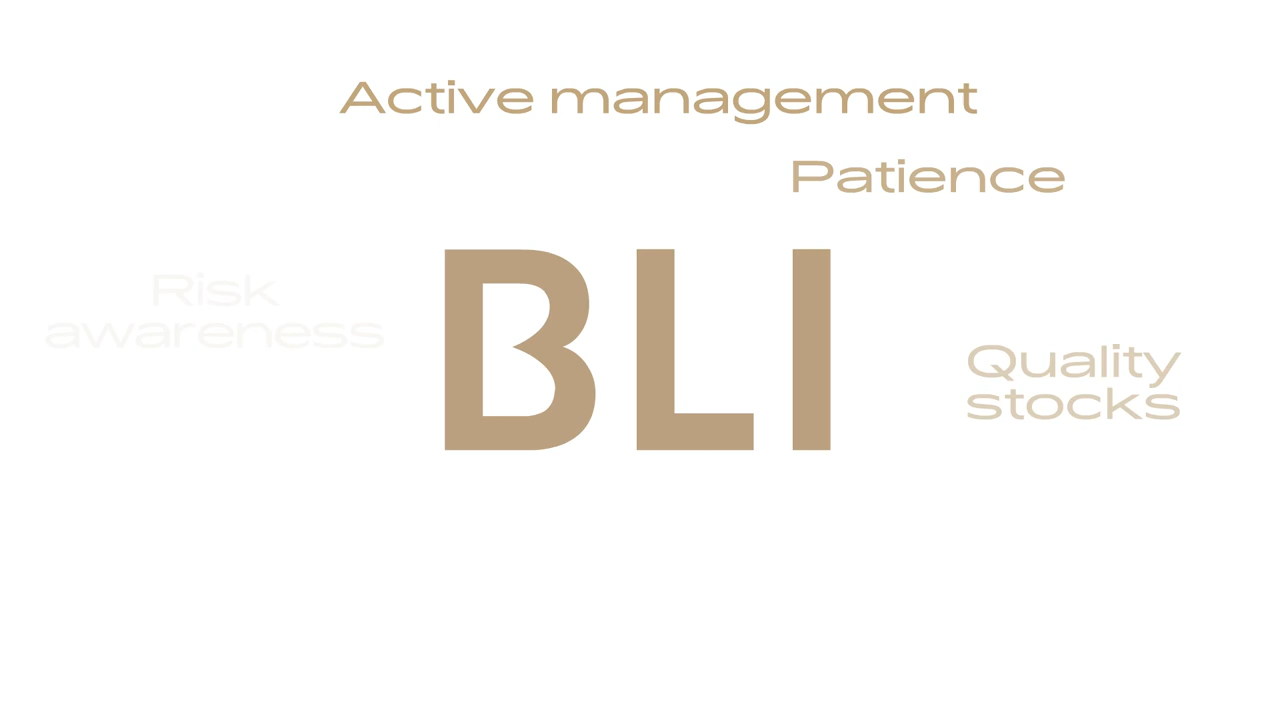 Active management
Patience
BLI
Risk
awareness
Quality
stocks